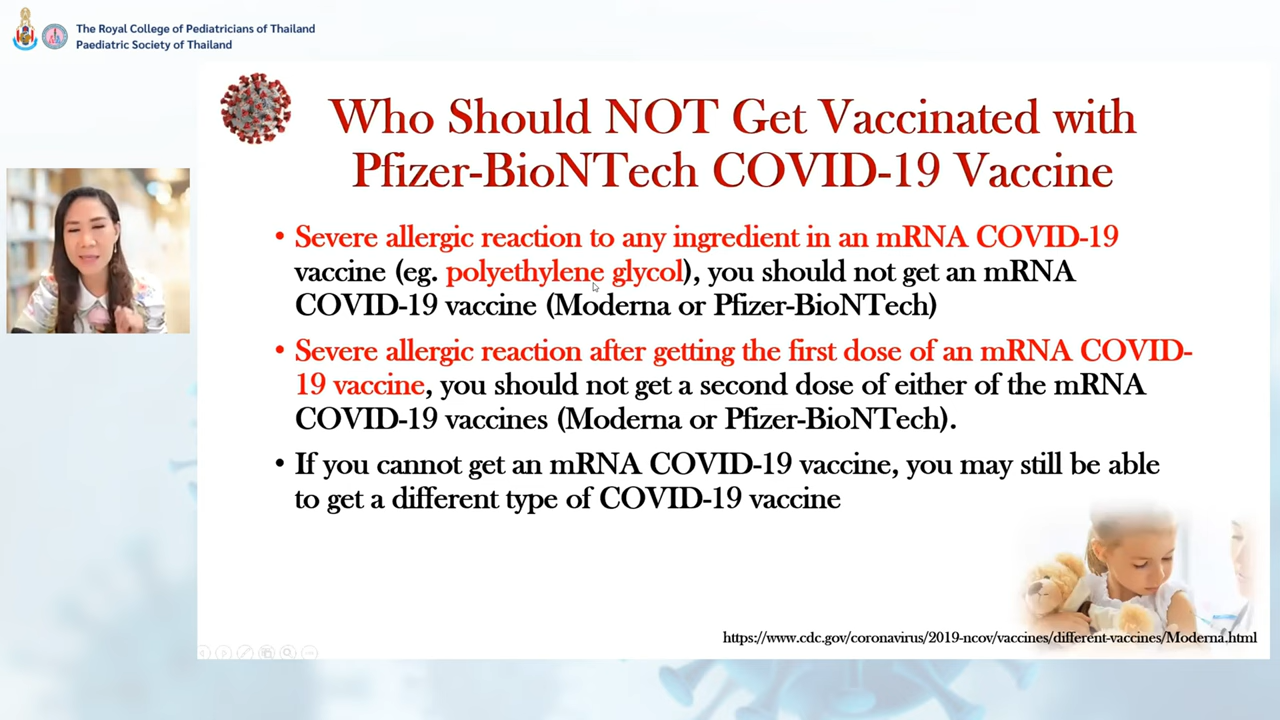 The Royal College of Pediatricians of Thailand
Paediatric Society of Thailand
Who Should NOT Get Vaccinated with
Pfizer-BioNTech COVID-19 Vaccine
• Severe allergic reaction to any ingredient in an mRNA COVID-19
vaccine (eg. polyethylene glycol), you should not get an mRNA
COVID-19 vaccine (Moderna or Pfizer-BioNTech)
• Severe allergic reaction after getting the first dose of an mRNA COVID-
19 vaccine, you should not get a second dose of either of the mRNA
COVID-19 vaccines (Moderna or Pfizer-BioNTech).
• If you cannot get an mRNA COVID-19 vaccine, you may still be able
to get a different type of COVID-19 vaccine
https://www.cdc.gov/coronavirus/2019-ncov/vaccines/different-vaccines/Moderna.html